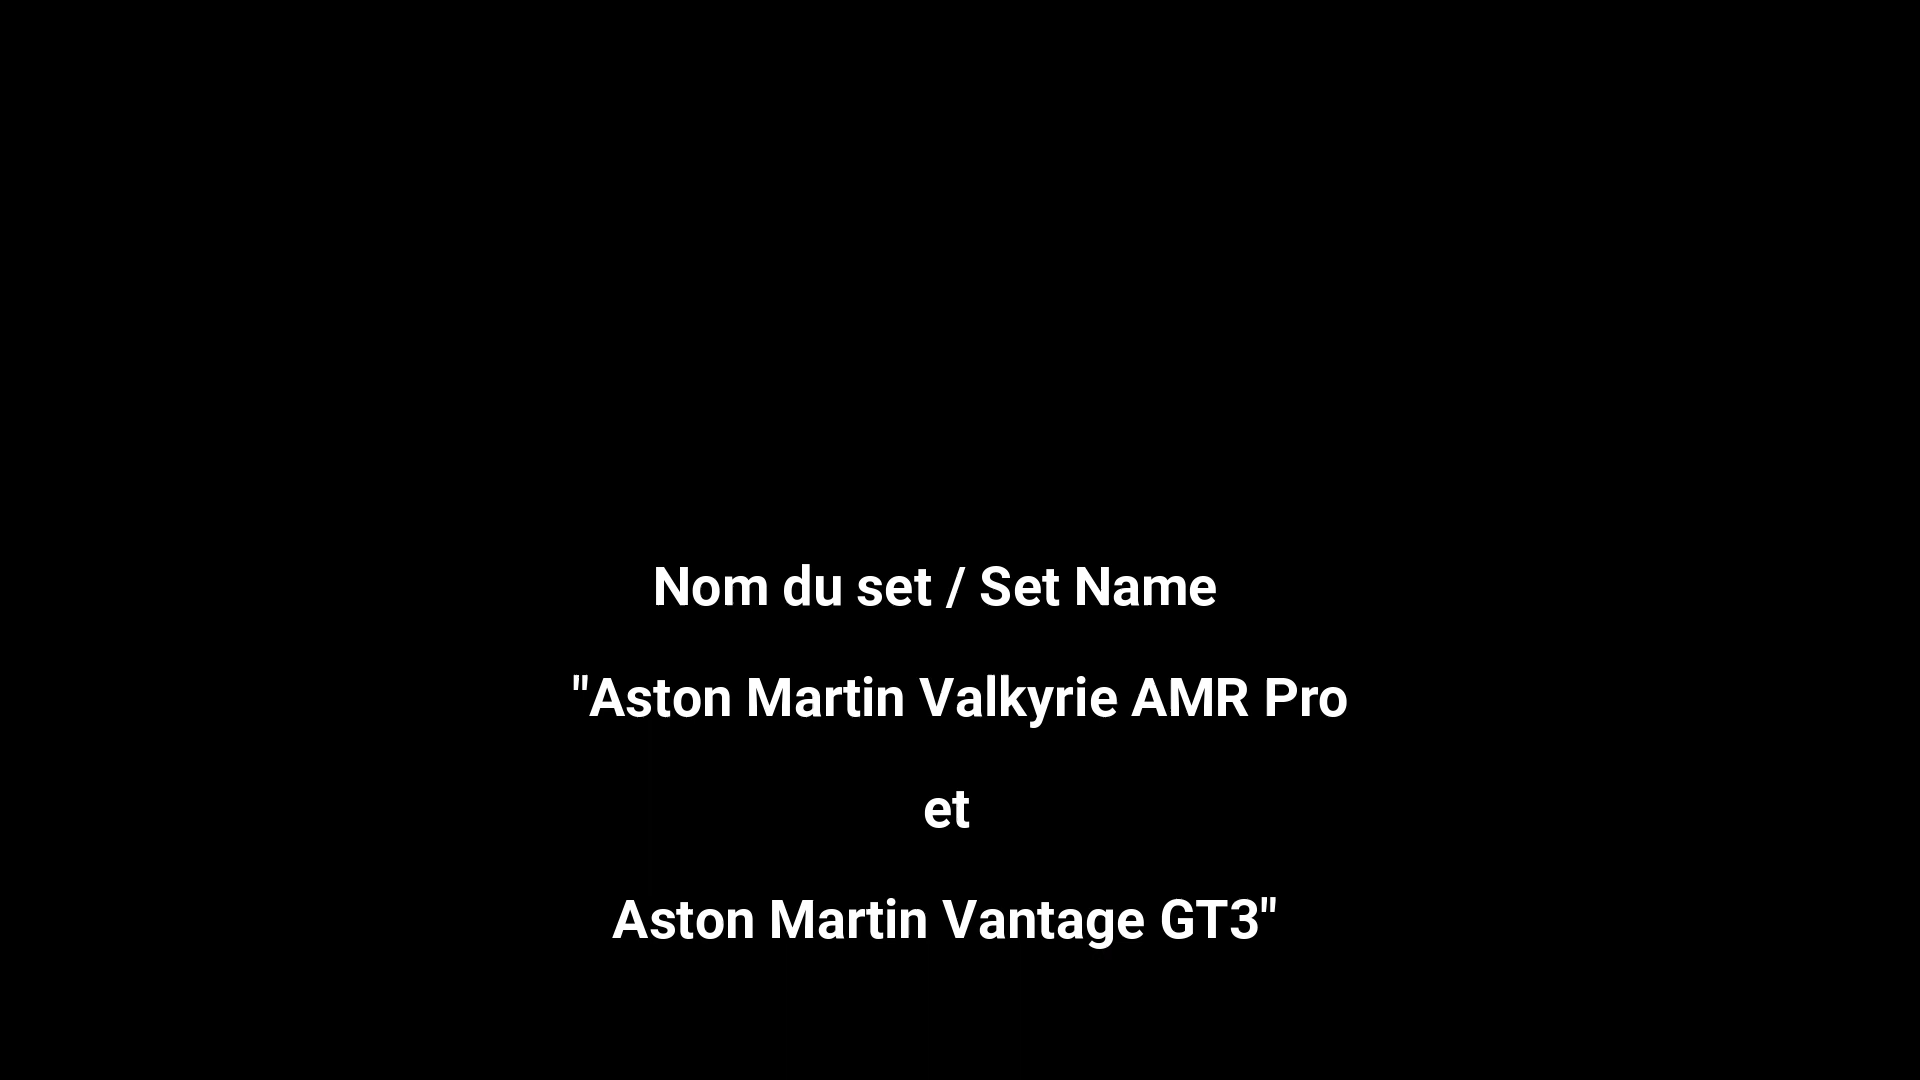 Nom du set / Set Name
"Aston Martin Valkyrie AMR Pro
et
Aston Martin Vantage GT3"